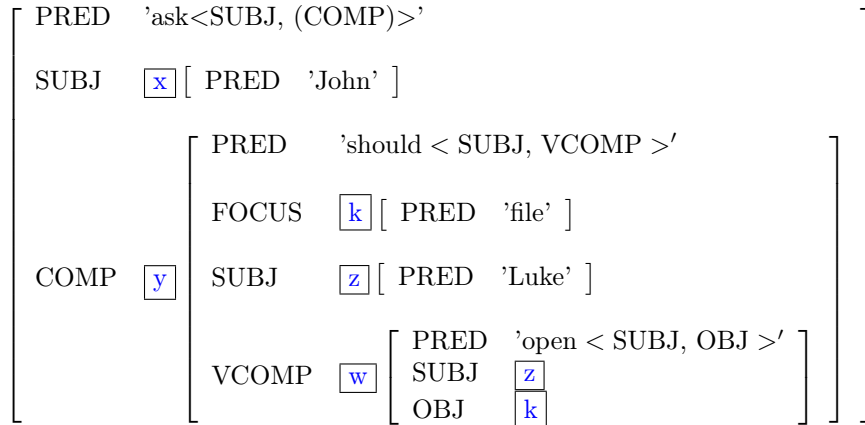 PRED ’ask<SUBJ, (COMP)>’
SUBJ x [ PRED ’John’ ]
PRED ’should < SUBJ, VCOMP >′
FOCUS k [ PRED ’file’ ]
COMP y SUBJ z [ PRED ’Luke’ ]
PRED ’open < SUBJ, OBJ >′
VCOMP w SUBJ z
OBJ k